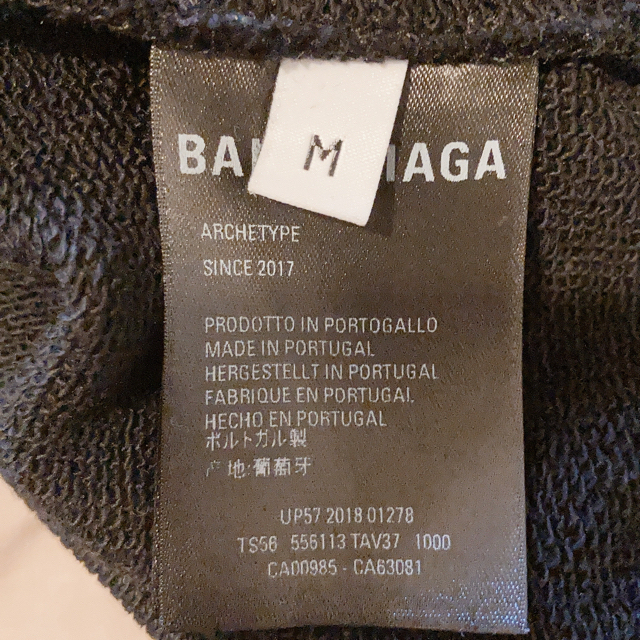 M
BA AGA
ARCHETYPE
SINCE 2017
PRODOTTO IN PORTOGALLO
MADE IN PORTUGAL
HERGESTELLT IN PORTUGAL
FABRIQUE EN PORTUGAL
HECHO EN PORTUGAL
ポルトガル製
产地:葡萄牙
UP57 2018 01278
TS56 556113 TAV37 1000
CA00985 - CA63081